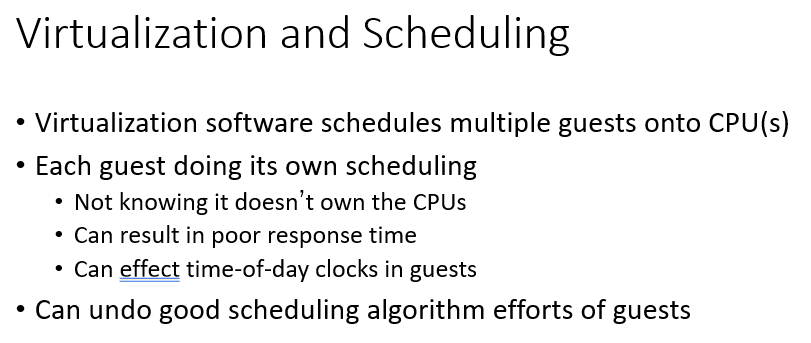 Virtualization and Scheduling
• Virtualization software schedules multiple guests onto CPU(s)
• Each guest doing its own scheduling
• Not knowing it doesn’t own the CPUs
• Can result in poor response time
• Can effect time-of-day clocks in guests
• Can undo good scheduling algorithm efforts of guests